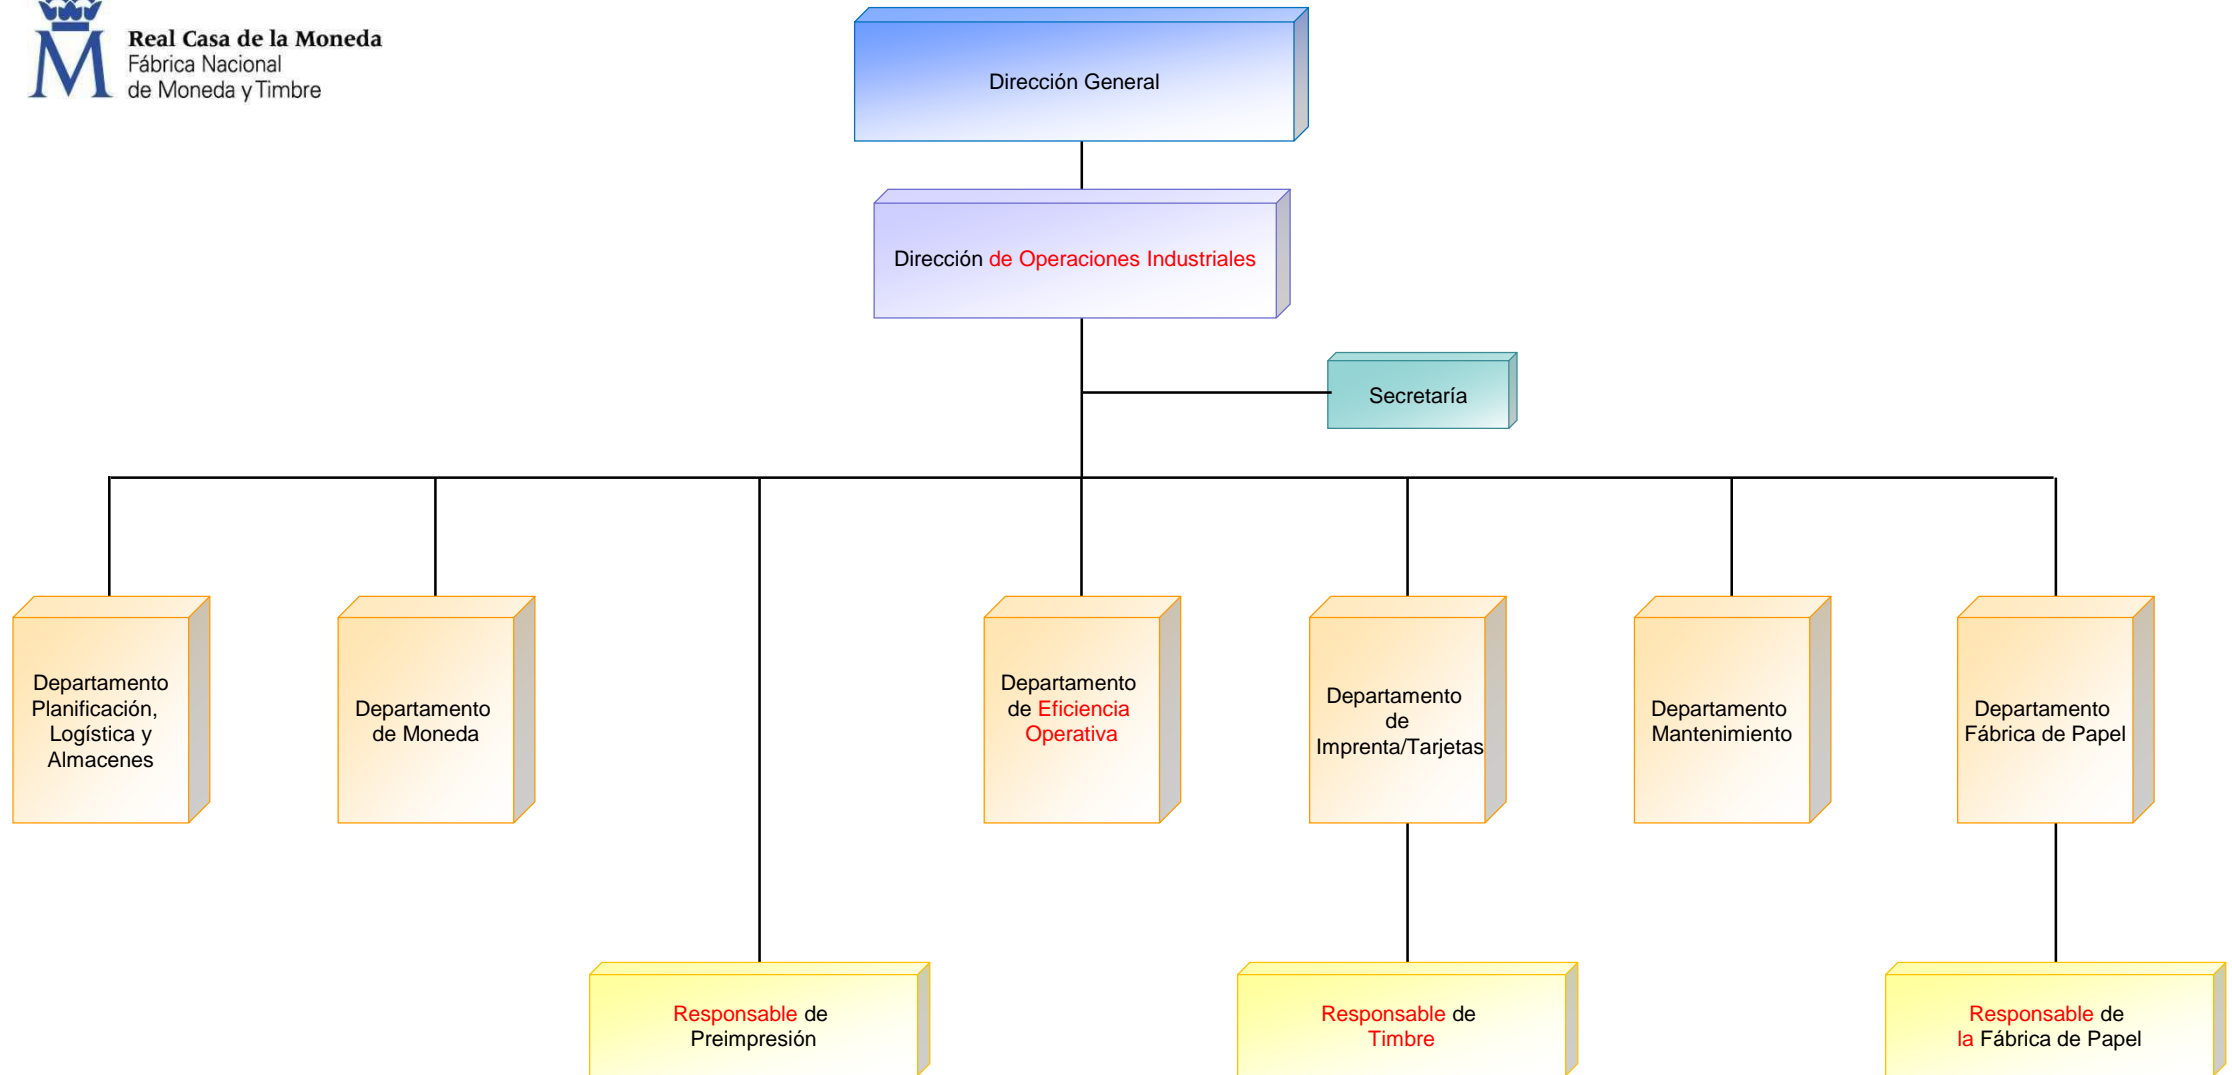 Real Casa de la Moneda
Fábrica Nacional
de Moneda y Timbre
Dirección General
Dirección de Operaciones Industriales
Secretaría
Departamento
Planificación,
Logística y
Almacenes
Departamento
de Moneda
Departamento
de Eficiencia
Operativa
Departamento
de
Imprenta/Tarjetas
Departamento
Mantenimiento
Departamento
Fábrica de Papel
Responsable de
Preimpresión
Responsable de
Timbre
Responsable de
la Fábrica de Papel